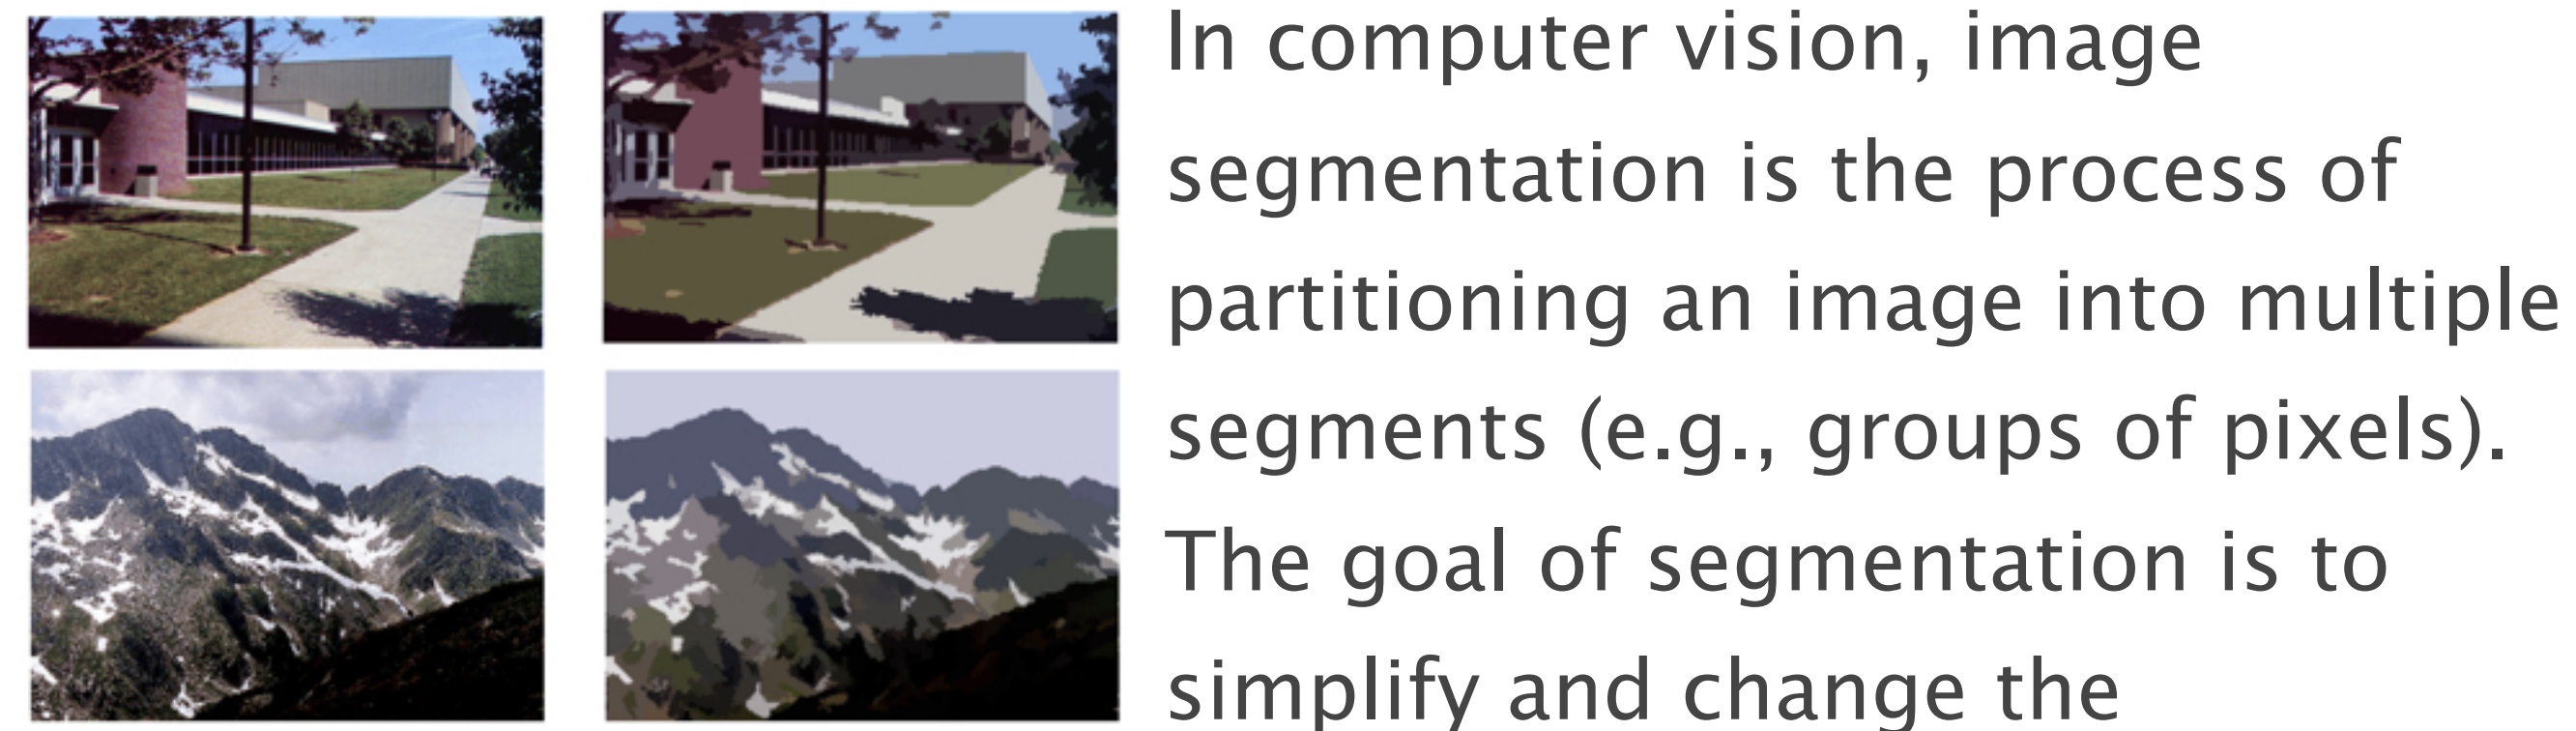 In computer vision, image
segmentation is the process of
partitioning an image into multiple
segments (e.g., groups of pixels).
The goal of segmentation is to
simplify and change the